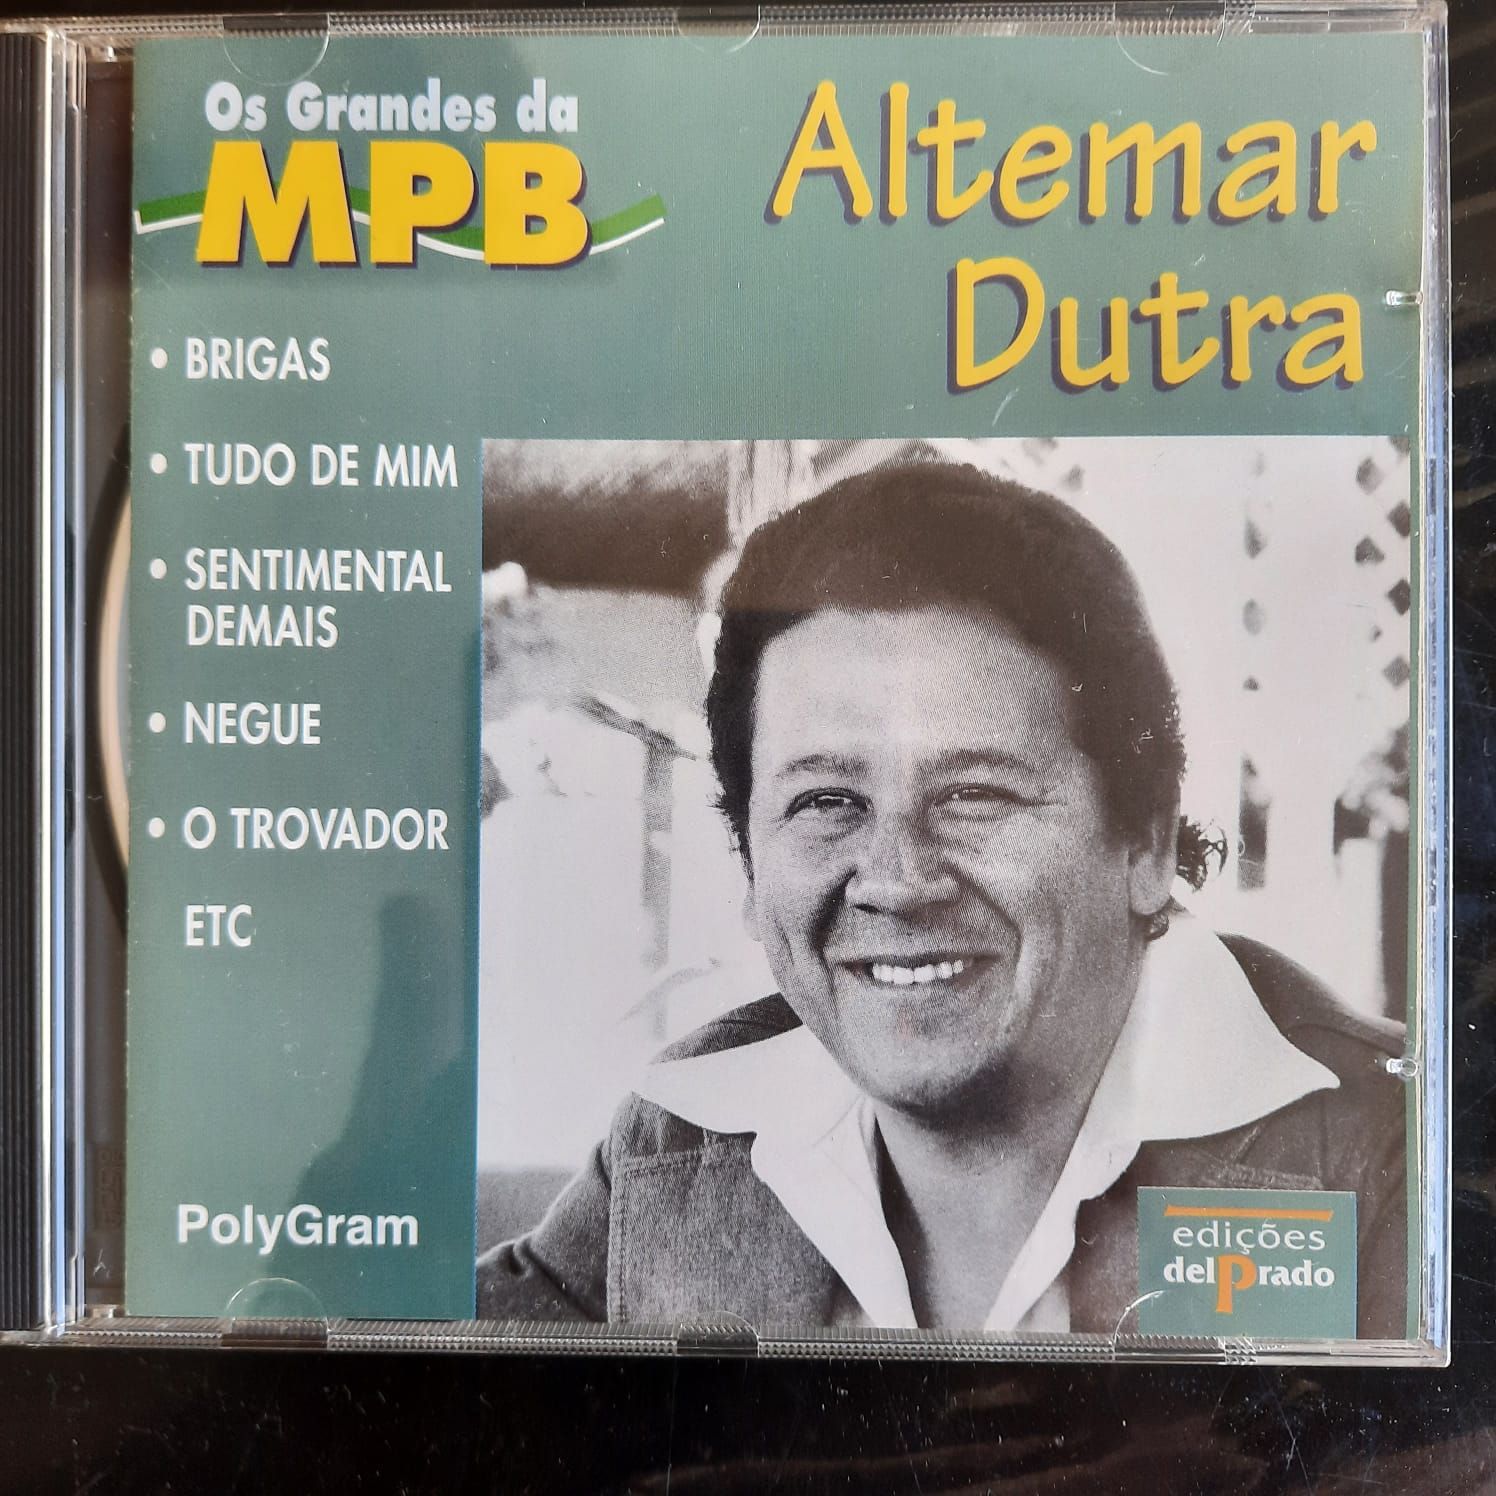 Os Grandes da
MPB
Altemar
Dutra
• BRIGAS
• TUDO DE MIM
• SENTIMENTAL
DEMAIS
• NEGUE
• O TROVADOR
ETC
PolyGram
edições
delPrado